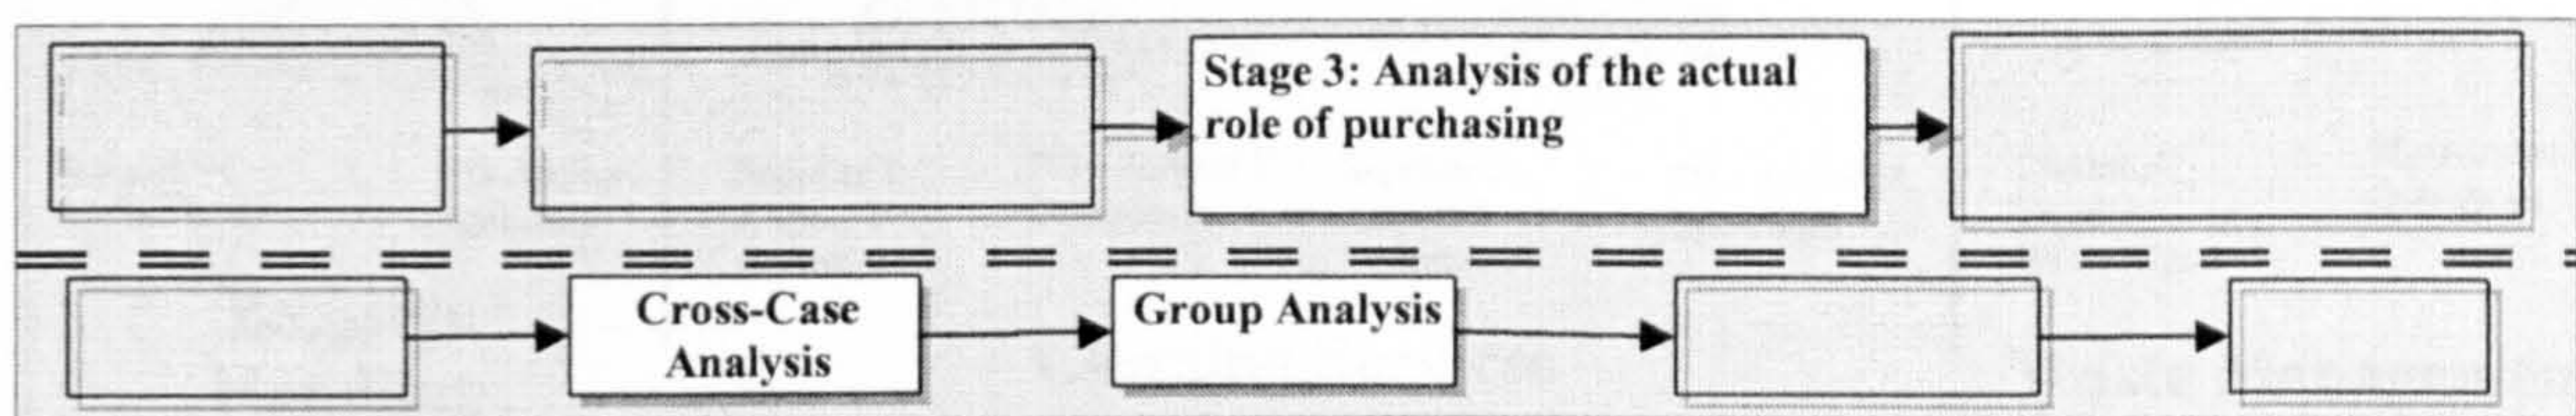 Stage 3: Analysis of the actual
role of purchasing
Cross-Case
Analysis
Group Analysis